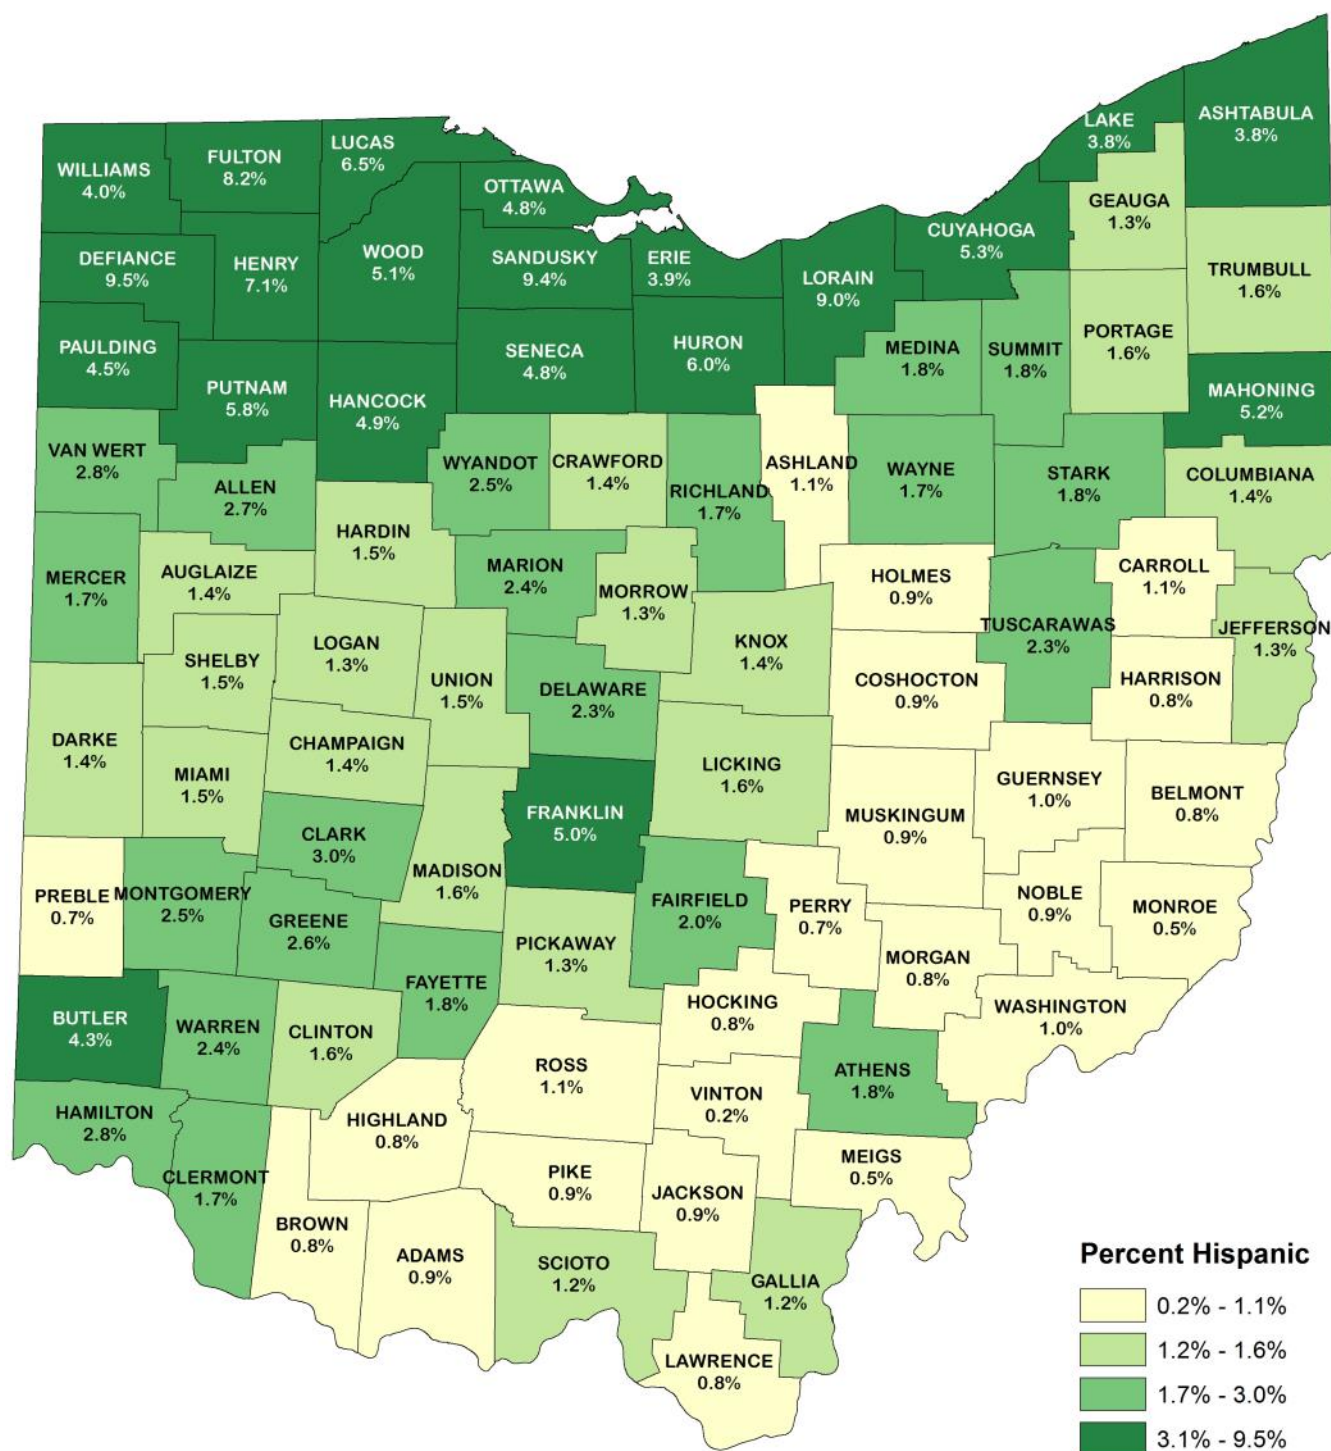 WILLIAMS
4.0%
FULTON
8.2%
LUCAS
6.5%
OTTAWA
4.8%
LAKE
3.8%
ASHTABULA
3.8%
GEAUGA
1.3%
CUYAHOGA
5.3%
DEFIANCE
9.5%
HENRY
7.1%
WOOD
5.1%
SANDUSKY
9.4%
ERIE
3.9%
LORAIN
9.0%
TRUMBULL
1.6%
PAULDING
4.5%
PUTNAM
5.8%
HANCOCK
4.9%
SENECA
4.8%
HURON
6.0%
MEDINA
1.8%
SUMMIT
1.8%
PORTAGE
1.6%
MAHONING
5.2%
VAN WERT
2.8%
ALLEN
2.7%
WYANDOT
2.5%
CRAWFORD
1.4%
RICHLAND
1.7%
ASHLAND
1.1%
WAYNE
1.7%
STARK
1.8%
COLUMBIANA
1.4%
HARDIN
1.5%
MERCER
1.7%
AUGLAIZE
1.4%
MARION
2.4%
MORROW
1.3%
HOLMES
0.9%
CARROLL
1.1%
TUSCARAWAS
2.3%
JEFFERSON
1.3%
SHELBY
1.5%
LOGAN
1.3%
UNION
1.5%
DELAWARE
2.3%
KNOX
1.4%
COSHOCTON
0.9%
HARRISON
0.8%
DARKE
1.4%
MIAMI
1.5%
CHAMPAIGN
1.4%
LICKING
1.6%
GUERNSEY
1.0%
BELMONT
0.8%
CLARK
3.0%
FRANKLIN
5.0%
MUSKINGUM
0.9%
MADISON
1.6%
PREBLE
0.7%
MONTGOMERY
2.5%
GREENE
2.6%
FAIRFIELD
2.0%
PERRY
0.7%
NOBLE
0.9%
MONROE
0.5%
PICKAWAY
1.3%
MORGAN
0.8%
FAYETTE
1.8%
HOCKING
0.8%
WASHINGTON
1.0%
BUTLER
4.3%
WARREN
2.4%
CLINTON
1.6%
ROSS
1.1%
ATHENS
1.8%
VINTON
0.2%
HAMILTON
2.8%
HIGHLAND
0.8%
MEIGS
0.5%
CLERMONT
1.7%
PIKE
0.9%
JACKSON
0.9%
BROWN
0.8%
ADAMS
0.9%
SCIOTO
1.2%
GALLIA
1.2%
LAWRENCE
0.8%
Percent Hispanic
0.2% - 1.1%
1.2% - 1.6%
1.7% - 3.0%
3.1% - 9.5%